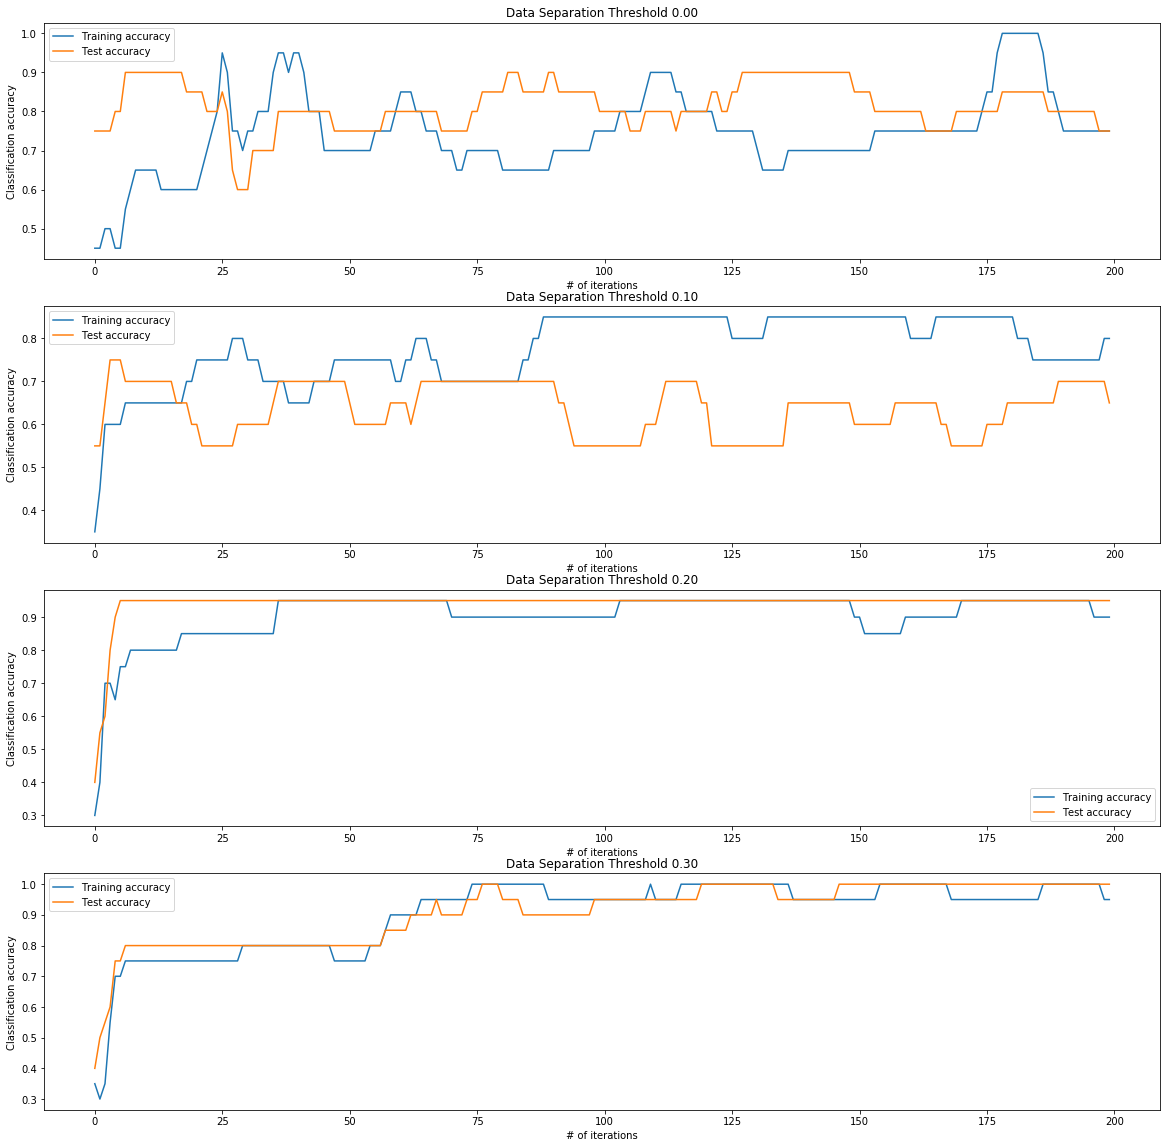 Data Separation Threshold 0.00
Classification accuracy
1.0
0.9
0.8
0.7
0.6
0.5
Training accuracy
Test accuracy
0 25 50 75 100 125 150 175 200
# of iterations
Data Separation Threshold 0.10
Classification accuracy
0.8
0.7
0.6
0.5
0.4
Training accuracy
Test accuracy
0 25 50 75 100 125 150 175 200
# of iterations
Data Separation Threshold 0.20
Classification accuracy
0.9
0.8
0.7
0.6
0.5
0.4
0.3
Training accuracy
Test accuracy
0 25 50 75 100 125 150 175 200
# of iterations
Data Separation Threshold 0.30
Classification accuracy
1.0
0.9
0.8
0.7
0.6
0.5
0.4
0.3
Training accuracy
Test accuracy
0 25 50 75 100 125 150 175 200
# of iterations